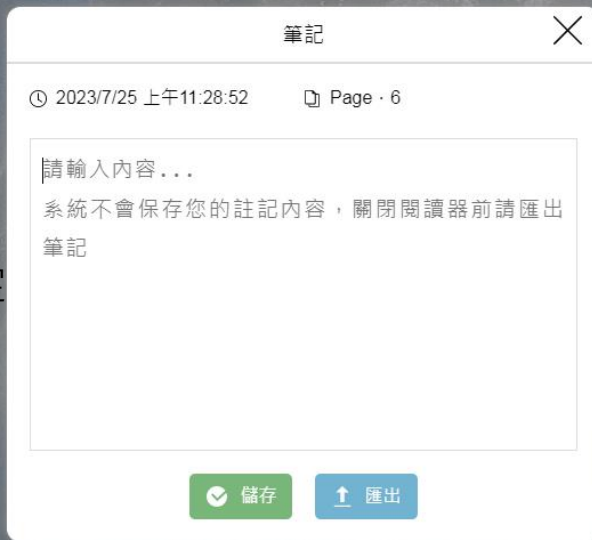 筆記
2023/7/25 上午11:28:52 Page · 6
請輸入內容...
系統不會保存您的註記內容，關閉閱讀器前請匯出
筆記
儲存 匯出